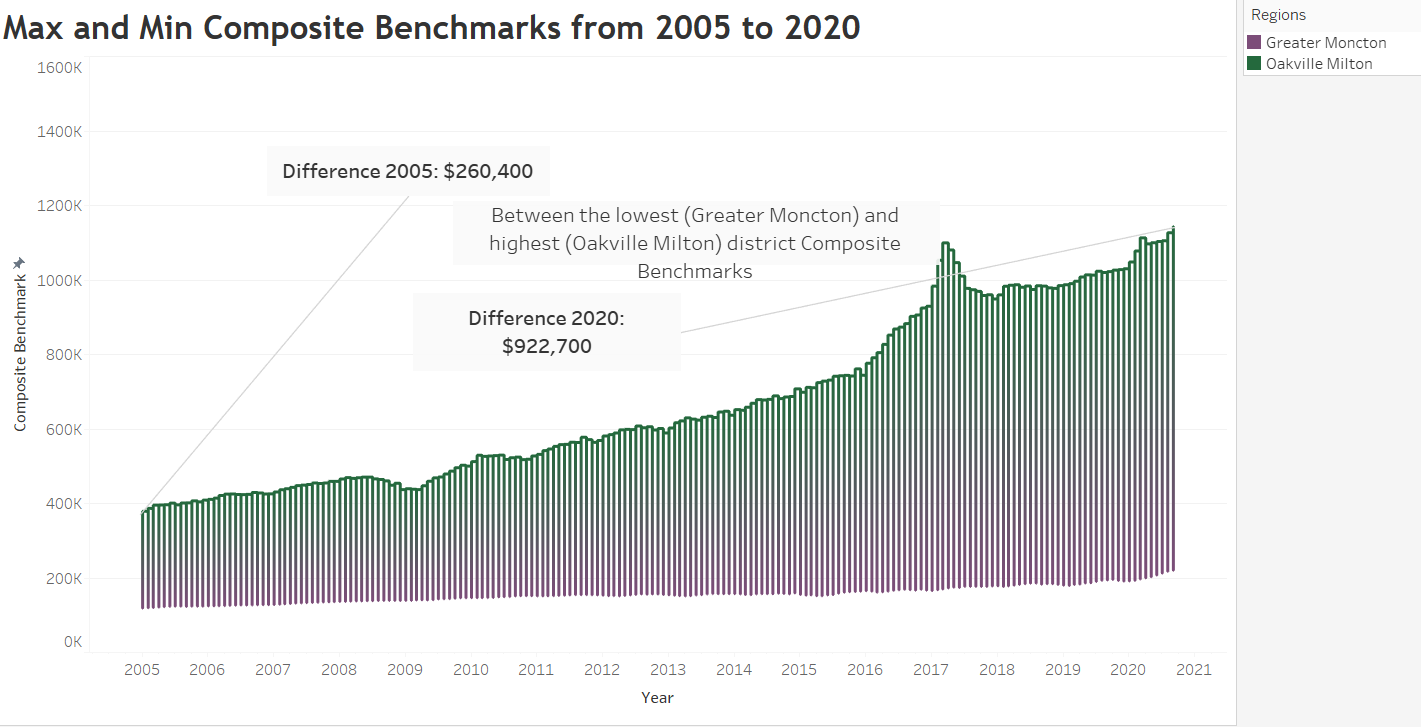 Max and Min Composite Benchmarks from 2005 to 2020
Regions
Greater Moncton
Oakville Milton
1600K
1400K
1200K
1000K
800K
600K
400K
200K
0K
Composite Benchmark
Difference 2005: $260,400
Between the lowest (Greater Moncton) and
highest (Oakville Milton) district Composite
Benchmarks
Difference 2020:
$922,700
2005 2006 2007 2008 2009 2010 2011 2012 2013 2014 2015 2016 2017 2018 2019 2020 2021
Year